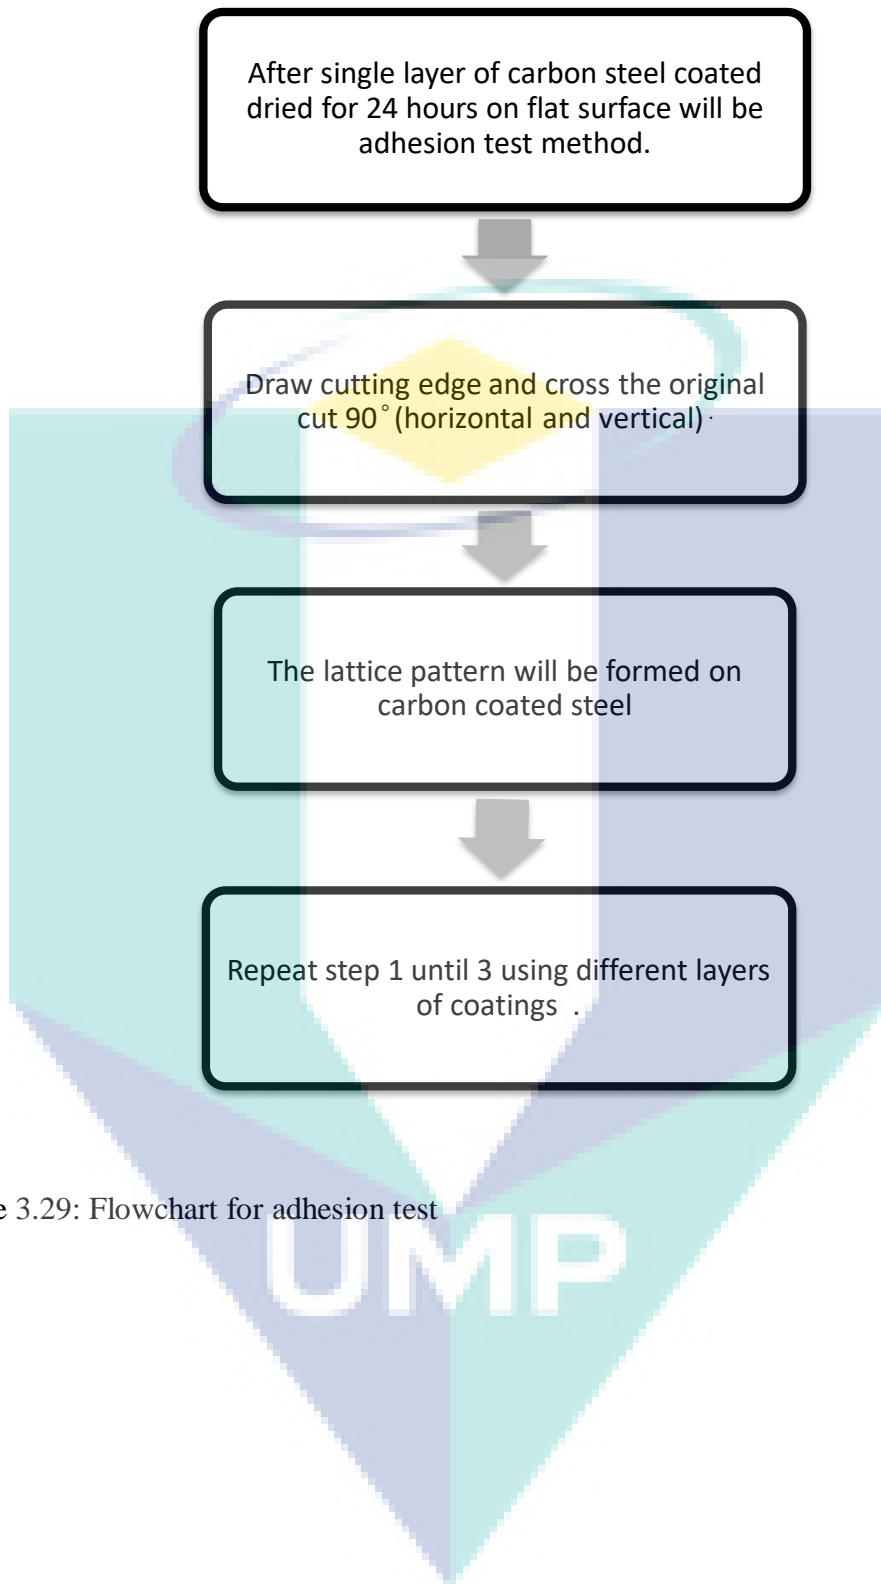 After single layer of carbon steel coated
dried for 24 hours on flat surface will be
adhesion test method.
Draw cutting edge and cross the original
cut 90° (horizontal and vertical) .
The lattice pattern will be formed on
carbon coated steel
Repeat step 1 until 3 using different layers
of coatings .
e 3.29: Flowchart for adhesion test
UMP